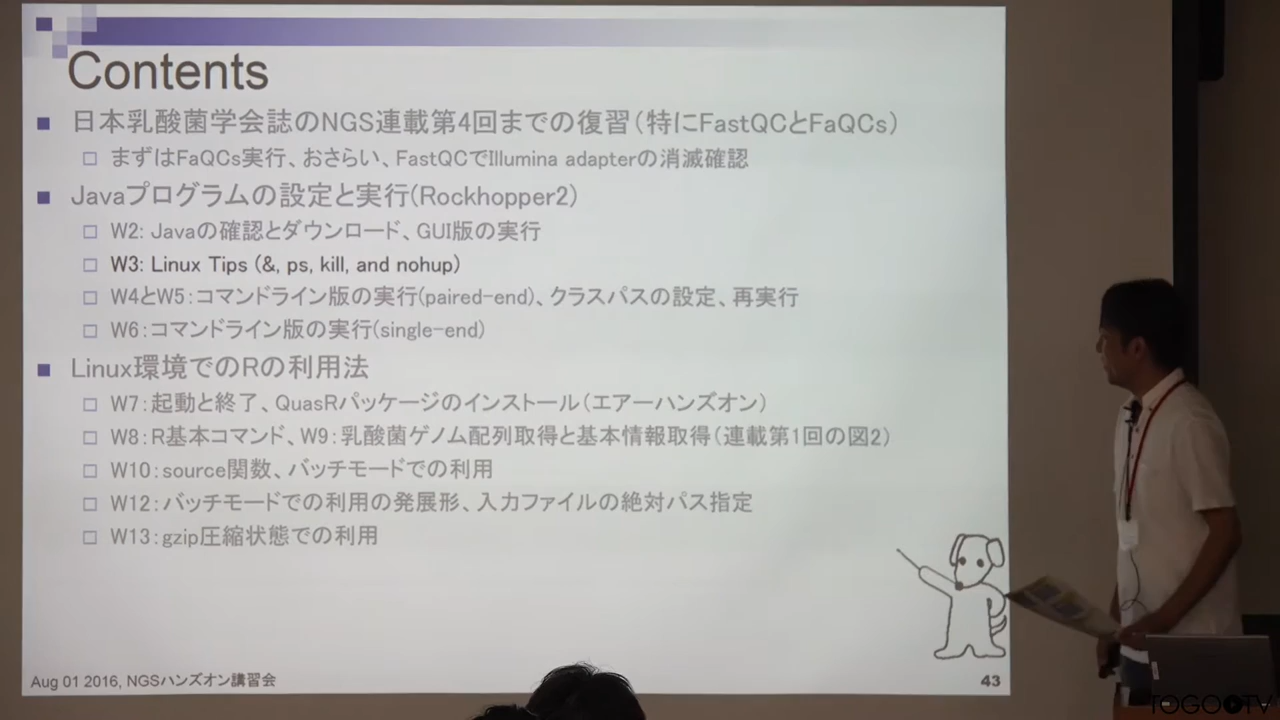 Contents
日本乳酸菌学会誌のNGS連載第4回までの復習(特にFastQCとFaQCs)
まずはFaQCs実行、おさらい、FastQCでIllumina adapterの消滅確認
Javaプログラムの設定と実行(Rockhopper2)
W2: Javaの確認とダウンロード、GUI版の実行
W3: Linux Tips (&, ps, kill, and nohup)
W4とW5:コマンドライン版の実行(paired-end)、クラスパスの設定、再実行
W6:コマンドライン版の実行(single-end)
Linux環境でのRの利用法
W7:起動と終了、QuasRパッケージのインストール(エアーハンズオン)
W8:R基本コマンド、W9:乳酸菌ゲノム配列取得と基本情報取得(連載第1回の図2)
W10:source関数、バッチモードでの利用
W12:バッチモードでの利用の発展形、入力ファイルの絶対パス指定
W13:gzip圧縮状態での利用
Aug 01 2016, NGSハンズオン講習会
43
TOGOTV